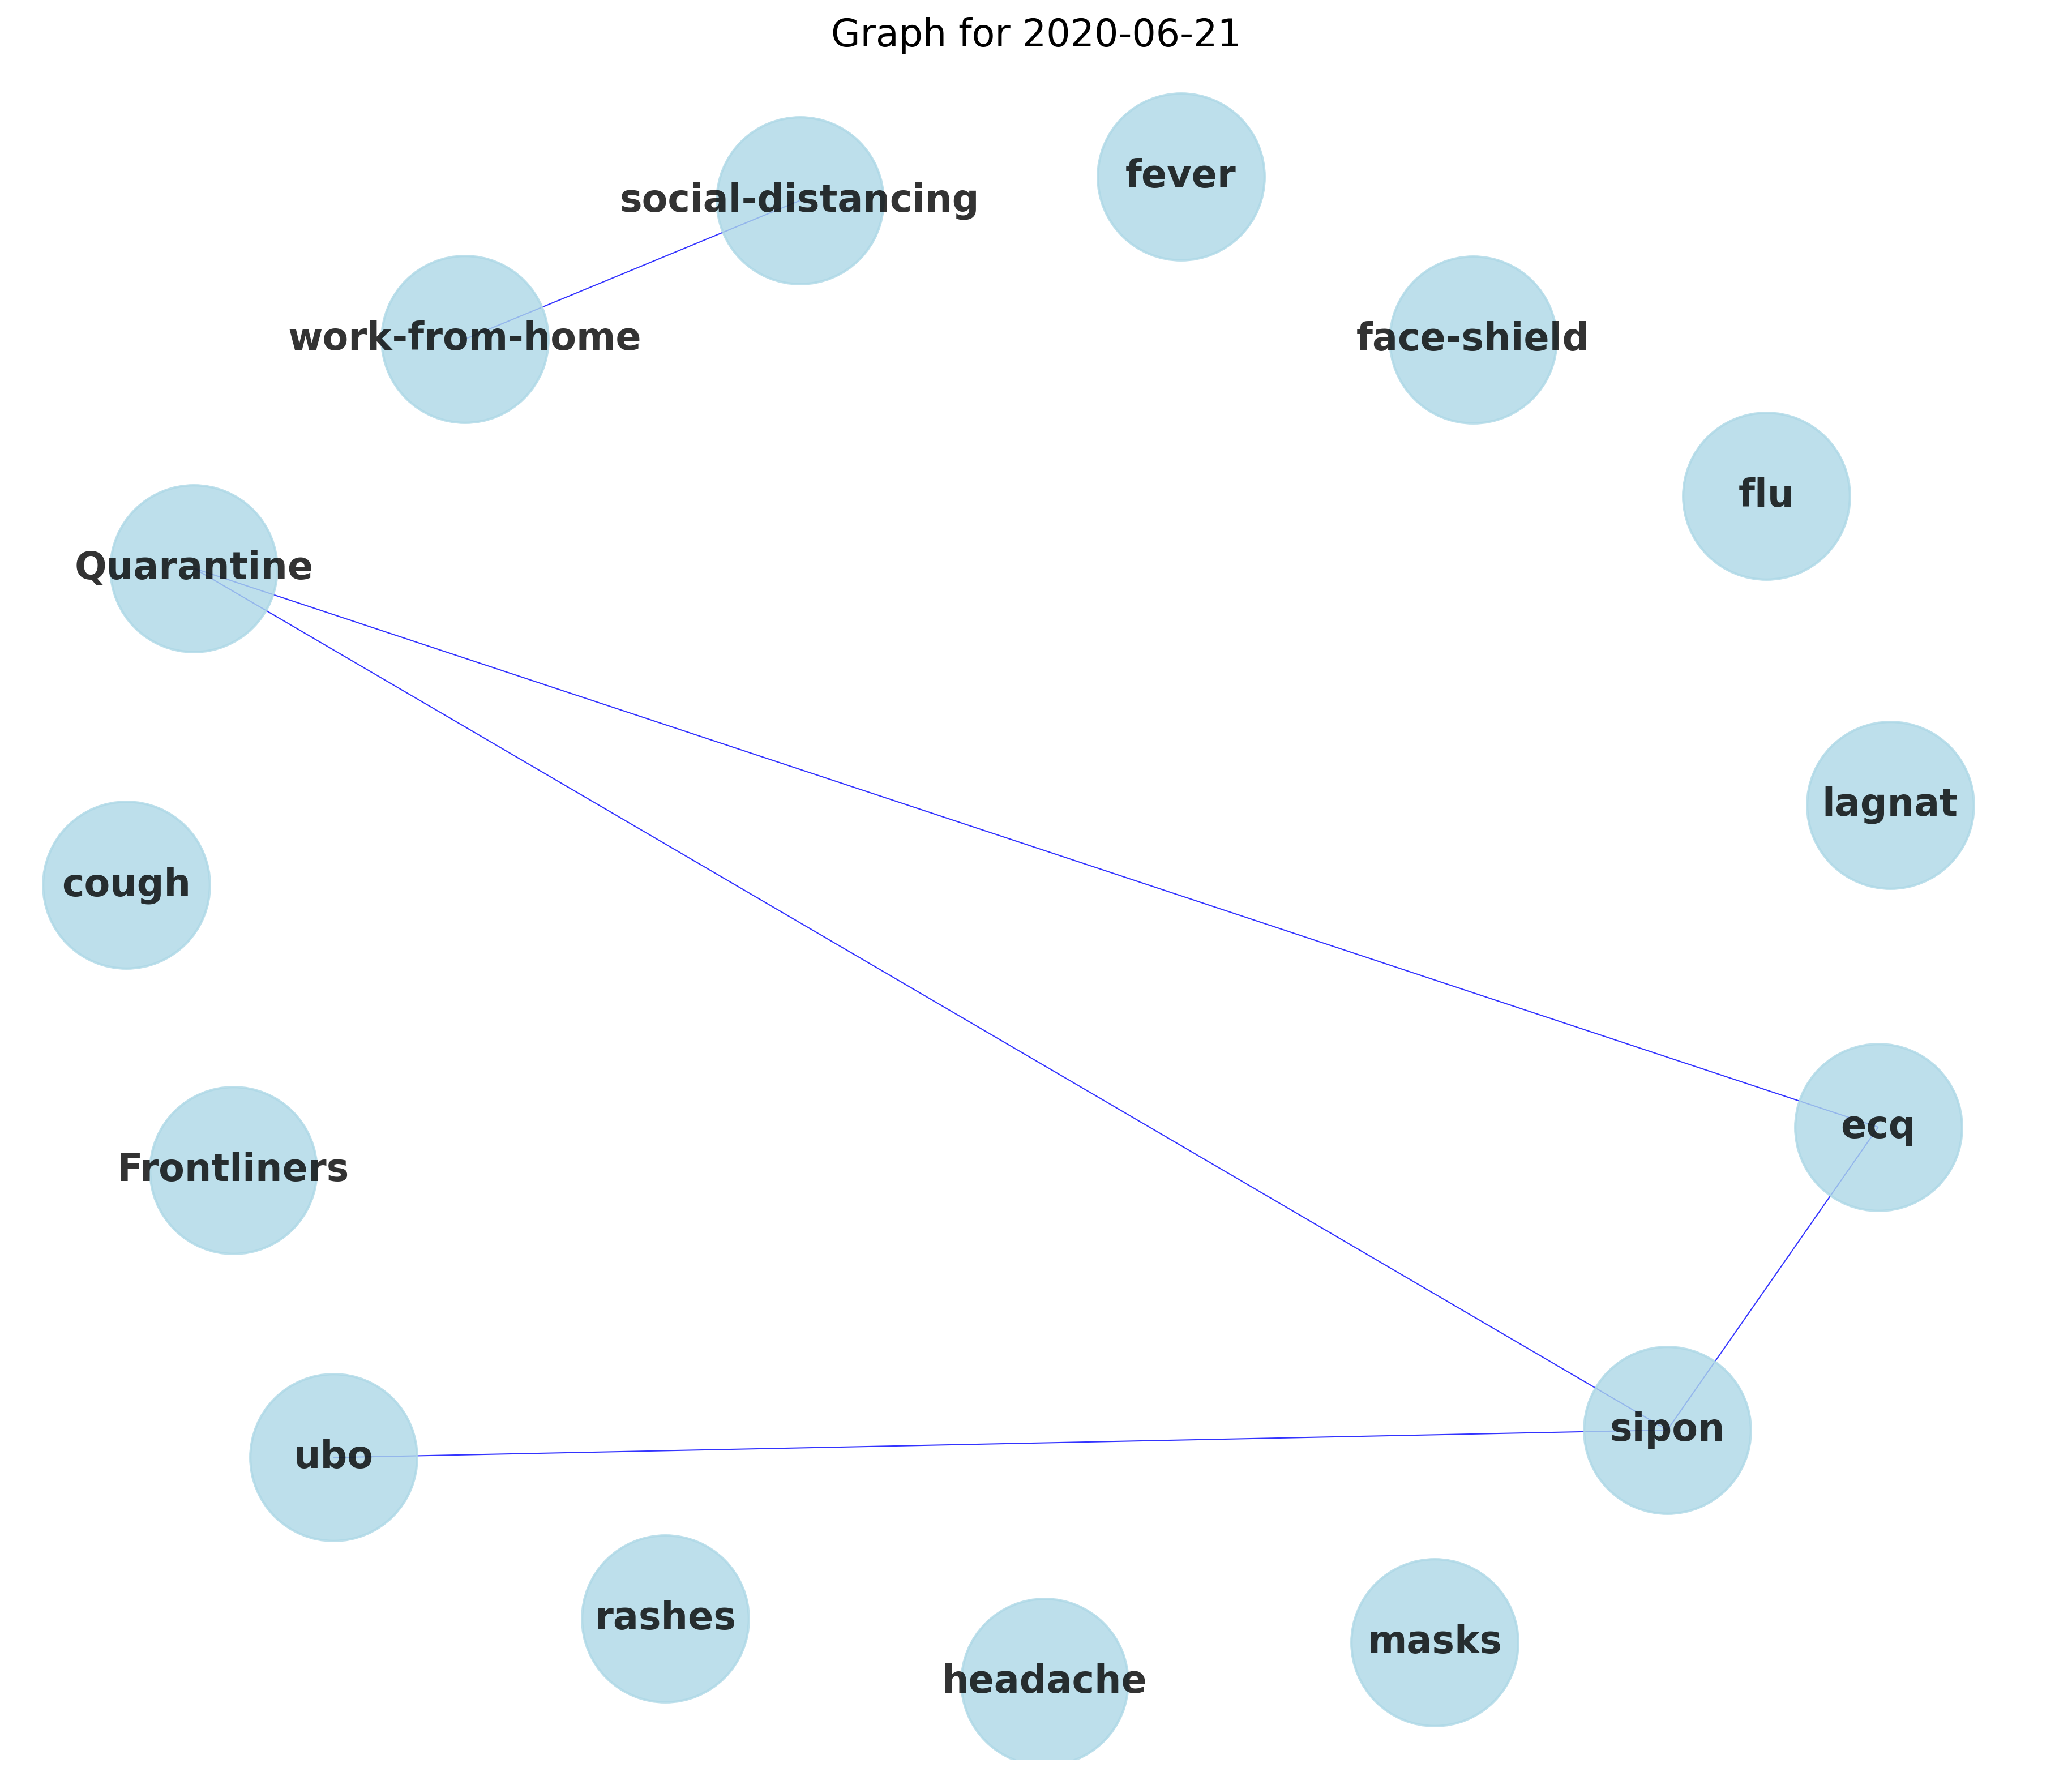 Graph for 2020-06-21
fever
social-distancing
face-shield
work-from-home
flu
Quarantine
lagnat
cough
ecq
Frontliners
sipon
ubo
rashes
masks
headache